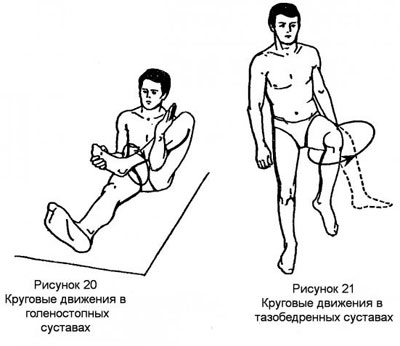 Рисунок 20
Круговые движения в
голеностопных
суставах
Рисунок 21
Круговые движения в
тазобедренных суставах